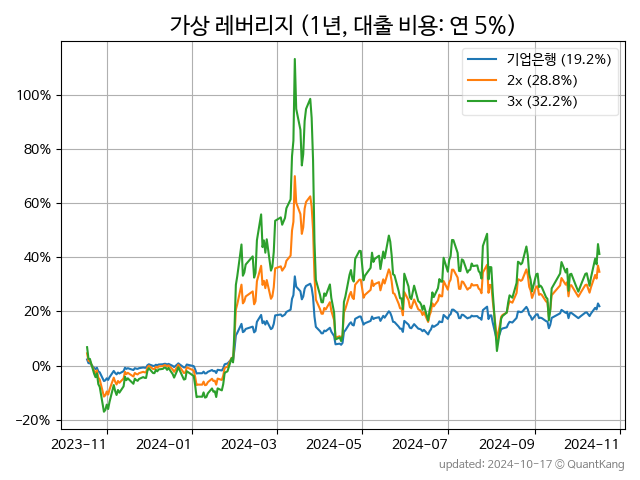 가상 레버리지 (1년, 대출 비용: 연 5%)
기업은행 (19.2%)
2x (28.8%)
3x (32.2%)
100%
80%
60%
40%
20%
0%
−20%
2023-11
2024-01
2024-03
2024-05
2024-07
2024-09
2024-11
updated: 2024-10-17 © QuantKang